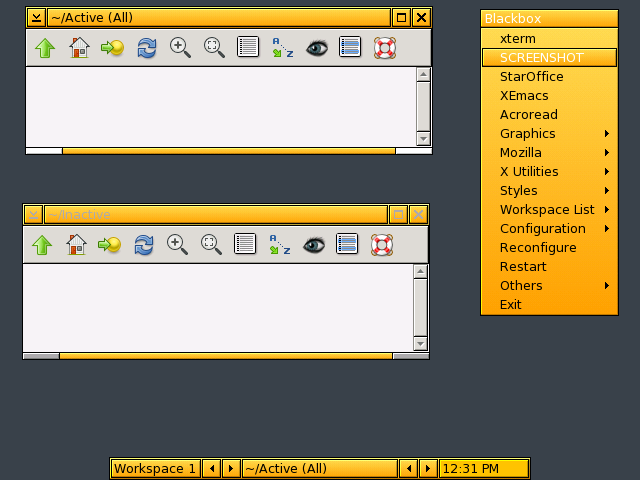 ~/Active (All)
~/Inactive
Blackbox
xterm
SCREENSHOT
StarOffice
XEmacs
Acroread
Graphics
Mozilla
X Utilities
Styles
Workspace List
Configuration
Reconfigure
Restart
Others
Exit
Workspace 1
~/Active (All)
12:31 PM